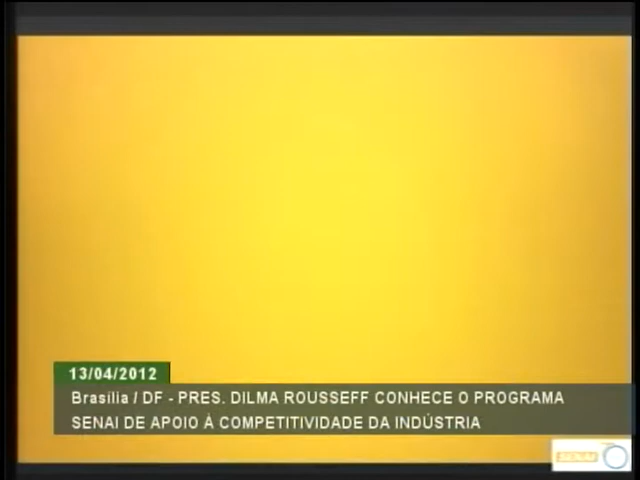 13/04/2012
Brasília / DF - PRES. DILMA ROUSSEFF CONHECE O PROGRAMA
SENAI DE APOIO À COMPETITIVIDADE DA INDÚSTRIA
SENAI